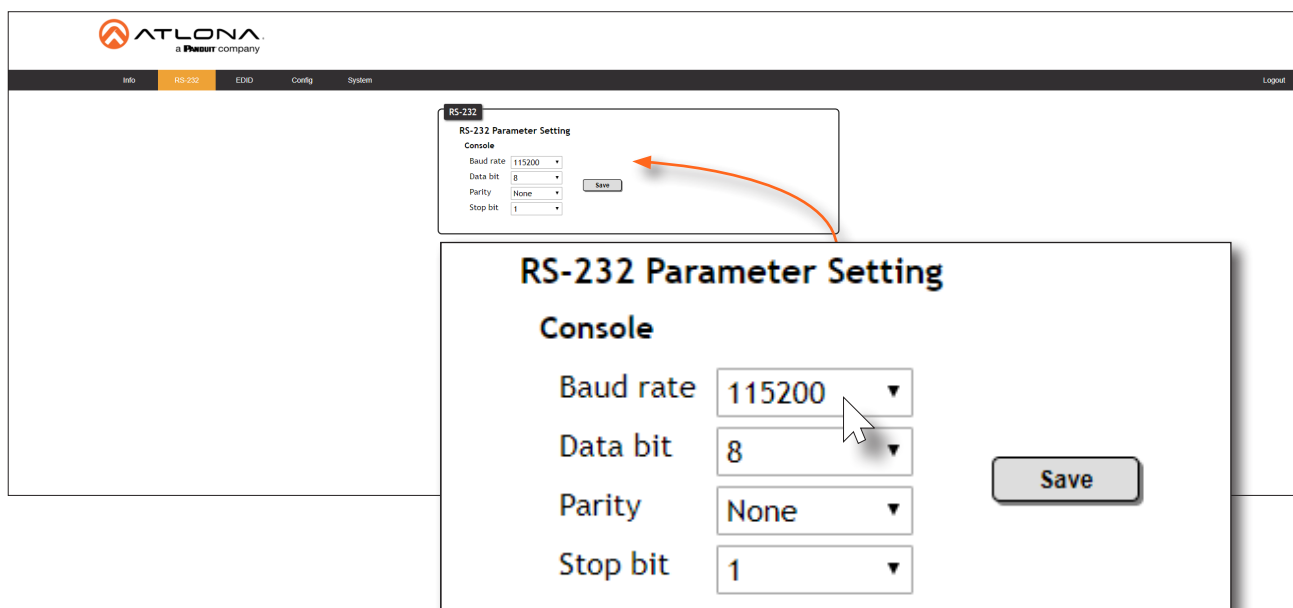 ATLONA.
a PANDUIT company
Info RS-232 EDID Config System Logout
RS-232
RS-232 Parameter Setting
Console
Baud rate 115200
Data bit 8
Parity None
Stop bit 1
Save
RS-232 Parameter Setting
Console
Baud rate 115200
Data bit 8
Parity None
Stop bit 1
Save